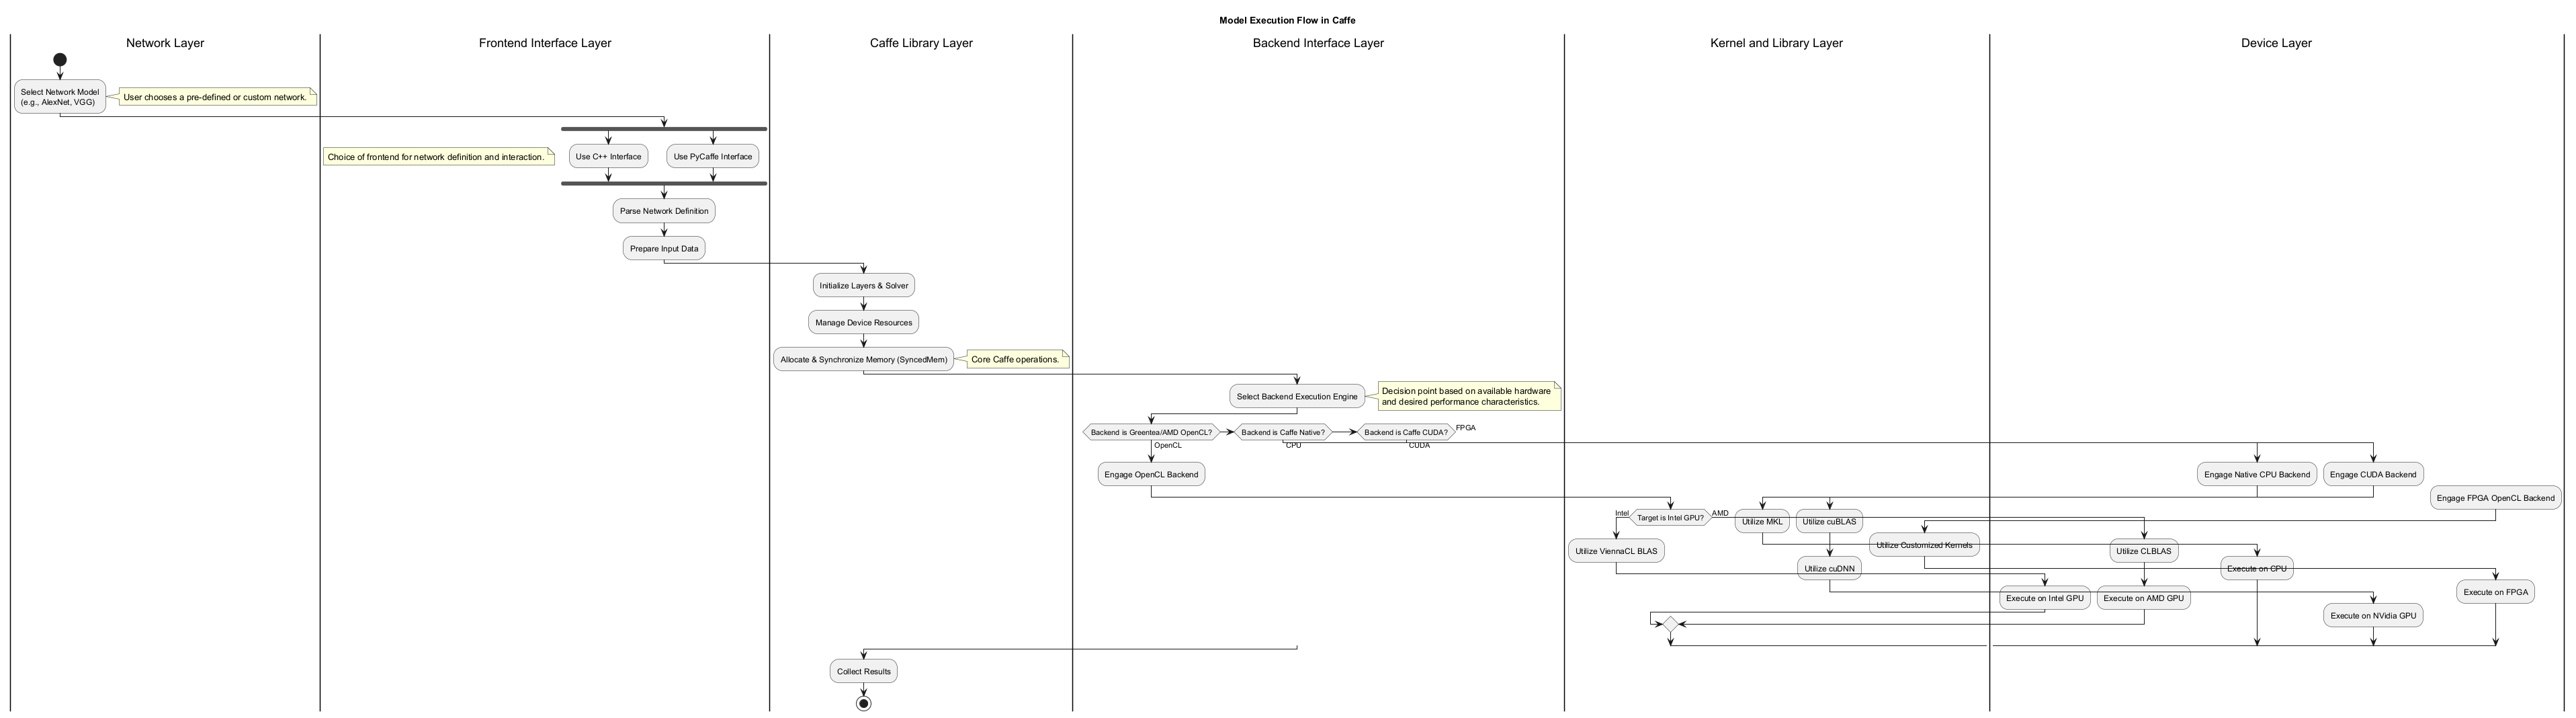 Model Execution Flow in Caffe
Network Layer
Frontend Interface Layer
Caffe Library Layer
Backend Interface Layer
Kernel and Library Layer
Device Layer
Select Network Model
(e.g., AlexNet, VGG)
User chooses a pre-defined or custom network.
Choice of frontend for network definition and interaction.
Use C++ Interface
Use PyCaffe Interface
Parse Network Definition
Prepare Input Data
Initialize Layers & Solver
Manage Device Resources
Allocate & Synchronize Memory (SyncedMem)
Core Caffe operations.
Select Backend Execution Engine
Decision point based on available hardware
and desired performance characteristics.
Backend is Greentea/AMD OpenCL?
Backend is Caffe Native?
Backend is Caffe CUDA?
FPGA
OpenCL
CPU
CUDA
Engage OpenCL Backend
Engage Native CPU Backend
Engage CUDA Backend
Engage FPGA OpenCL Backend
Intel
Target is Intel GPU?
AMD
Utilize MKL
Utilize cuBLAS
Utilize Customized Kernels
Utilize ViennaCL BLAS
Utilize CLBLAS
Utilize cuDNN
Execute on CPU
Execute on Intel GPU
Execute on AMD GPU
Execute on FPGA
Execute on NVidia GPU
Collect Results